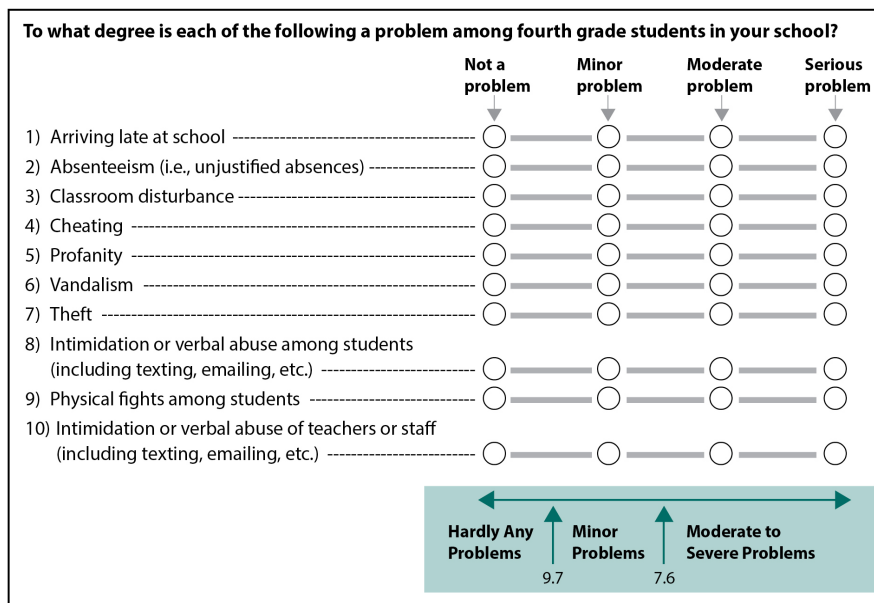 To what degree is each of the following a problem among fourth grade students in your school?
Not a problem
Minor problem
Moderate problem
Serious problem
1) Arriving late at school
2) Absenteeism (i.e., unjustified absences)
3) Classroom disturbance
4) Cheating
5) Profanity
6) Vandalism
7) Theft
8) Intimidation or verbal abuse among students
(including texting, emailing, etc.)
9) Physical fights among students
10) Intimidation or verbal abuse of teachers or staff
(including texting, emailing, etc.)
Hardly Any Problems
Minor Problems
Moderate to Severe Problems
9.7
7.6